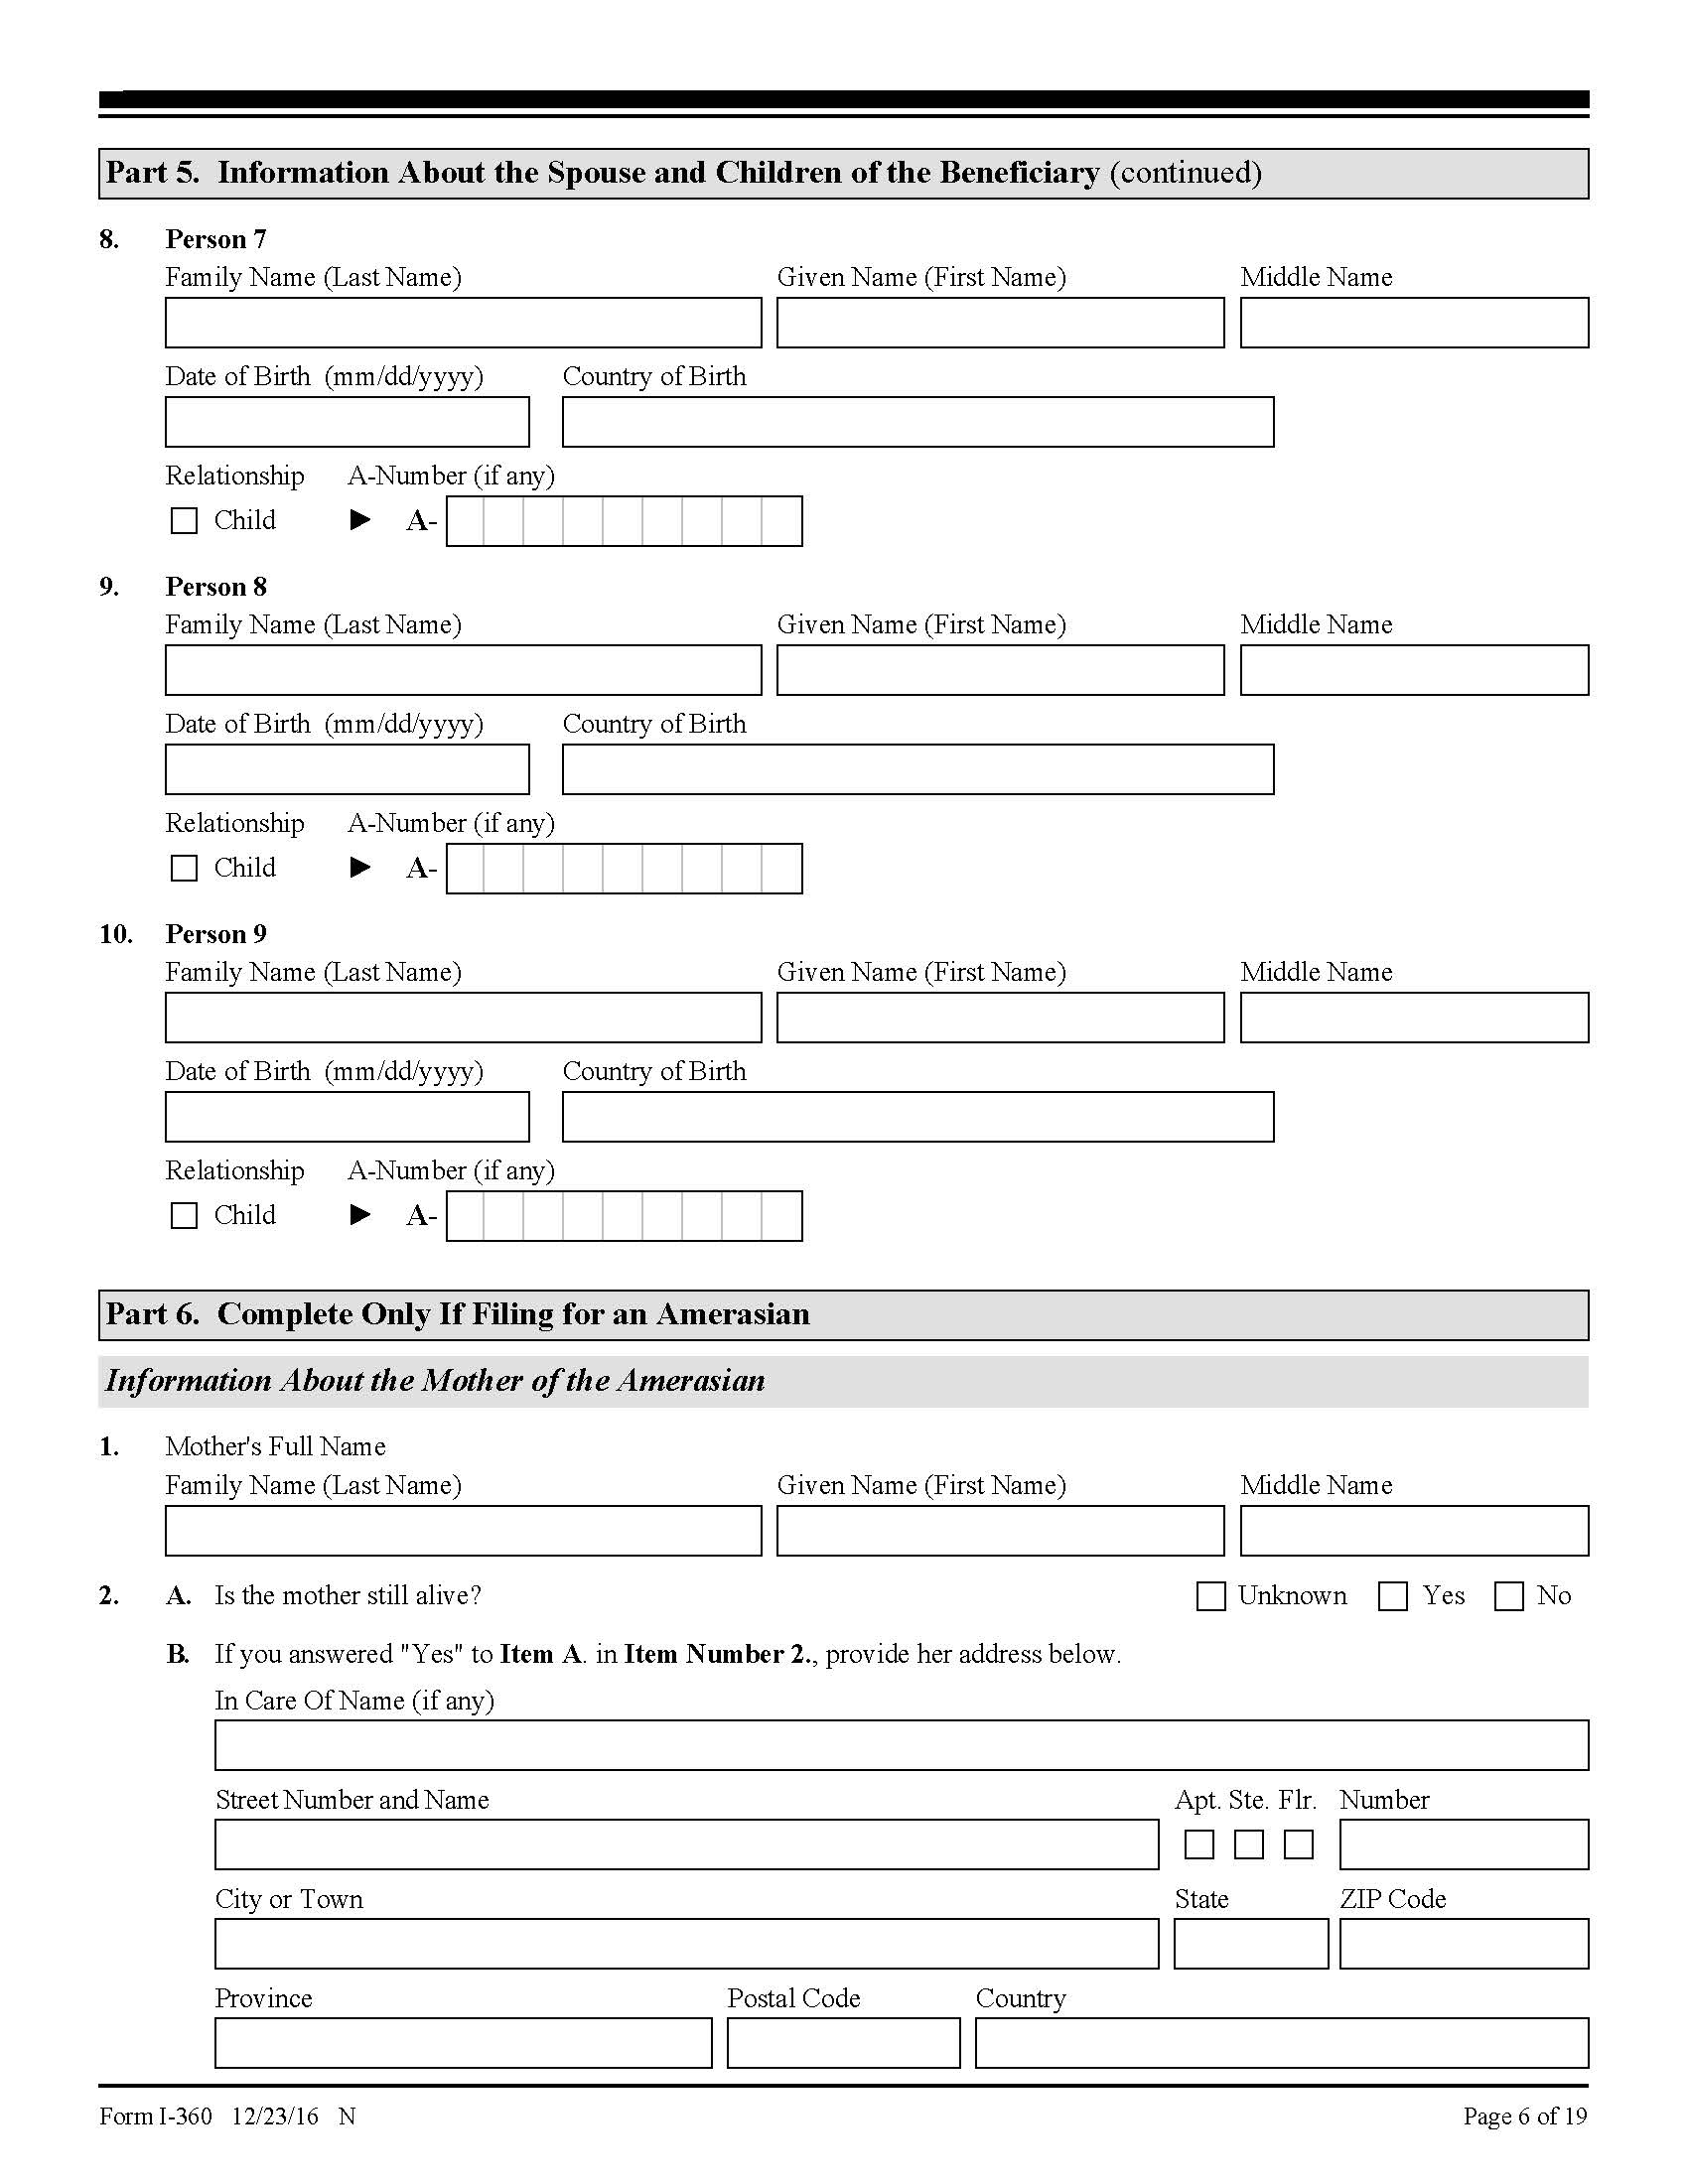 Part 5.  Information About the Spouse and Children of the Beneficiary (continued)
8. Person 7
Family Name (Last Name) Given Name (First Name) Middle Name
Date of Birth (mm/dd/yyyy) Country of Birth
Relationship A-Number (if any)
Child ► A-
9. Person 8
Family Name (Last Name) Given Name (First Name) Middle Name
Date of Birth (mm/dd/yyyy) Country of Birth
Relationship A-Number (if any)
Child ► A-
10. Person 9
Family Name (Last Name) Given Name (First Name) Middle Name
Date of Birth (mm/dd/yyyy) Country of Birth
Relationship A-Number (if any)
Child ► A-
Part 6.  Complete Only If Filing for an Amerasian
Information About the Mother of the Amerasian
1. Mother's Full Name
Family Name (Last Name) Given Name (First Name) Middle Name
2. A. Is the mother still alive? Unknown Yes No
B. If you answered "Yes" to Item A. in Item Number 2., provide her address below.
In Care Of Name (if any)
Street Number and Name Apt. Ste. Flr. Number
City or Town State ZIP Code
Province Postal Code Country
Form I-360 12/23/16 N Page 6 of 19